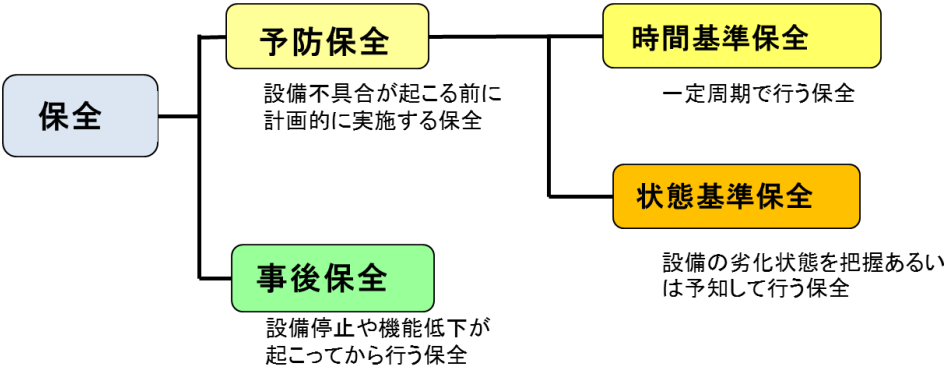 保全
予防保全
設備不具合が起こる前に
計画的に実施する保全
時間基準保全
一定周期で行う保全
状態基準保全
設備の劣化状態を把握あるい
は予知して行う保全
事後保全
設備停止や機能低下が
起こってから行う保全